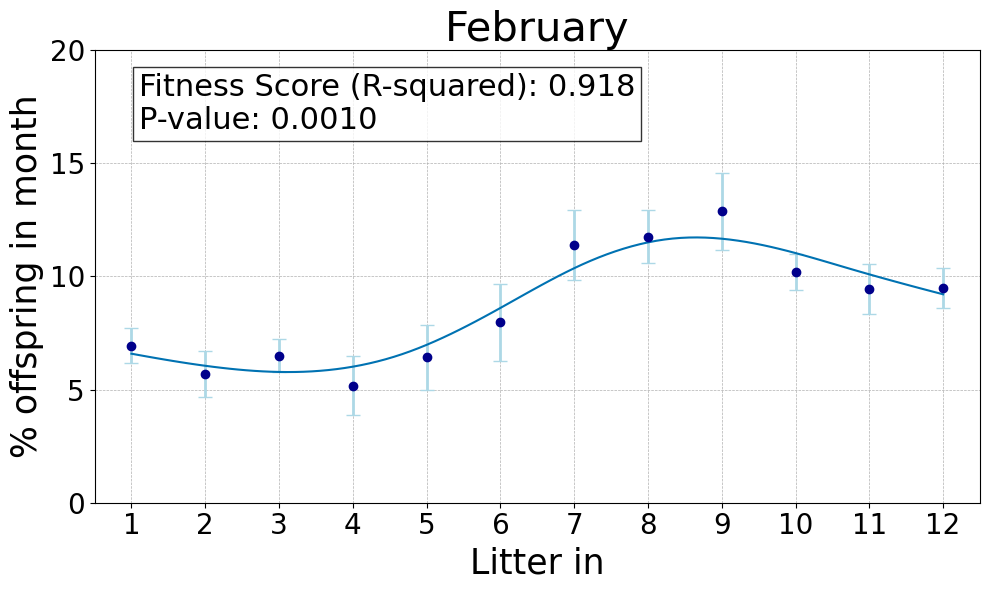 February
Fitness Score (R-squared): 0.918
P-value: 0.0010
% offspring in month
20
15
10
5
0
1 2 3 4 5 6 7 8 9 10 11 12
Litter in